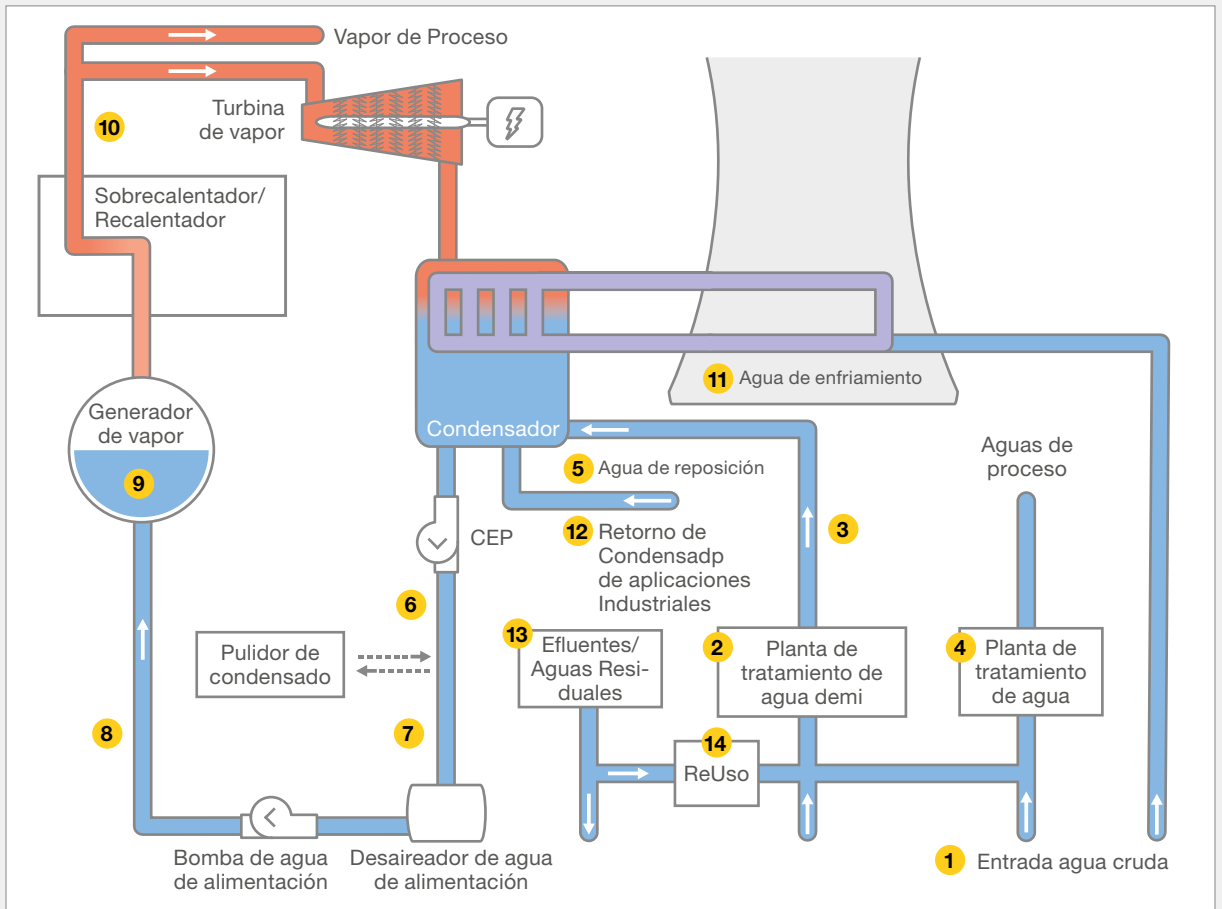 Vapor de Proceso
Turbina
de vapor
10
Sobrecalentador/
Recalentador
11 Agua de enfriamiento
Generador
de vapor
9
Condensador
5 Agua de reposición
Aguas de
proceso
CEP
12 Retorno de
Condensadp
de aplicaciones
Industriales
3
6
Pulidor de
condensado
13
Efluentes/
Aguas Resi-
duales
2
Planta de
tratamiento de
agua demi
4
Planta de
tratamiento
de agua
8
7
14
ReUso
Bomba de agua
de alimentación
Desaireador de agua
de alimentación
1 Entrada agua cruda